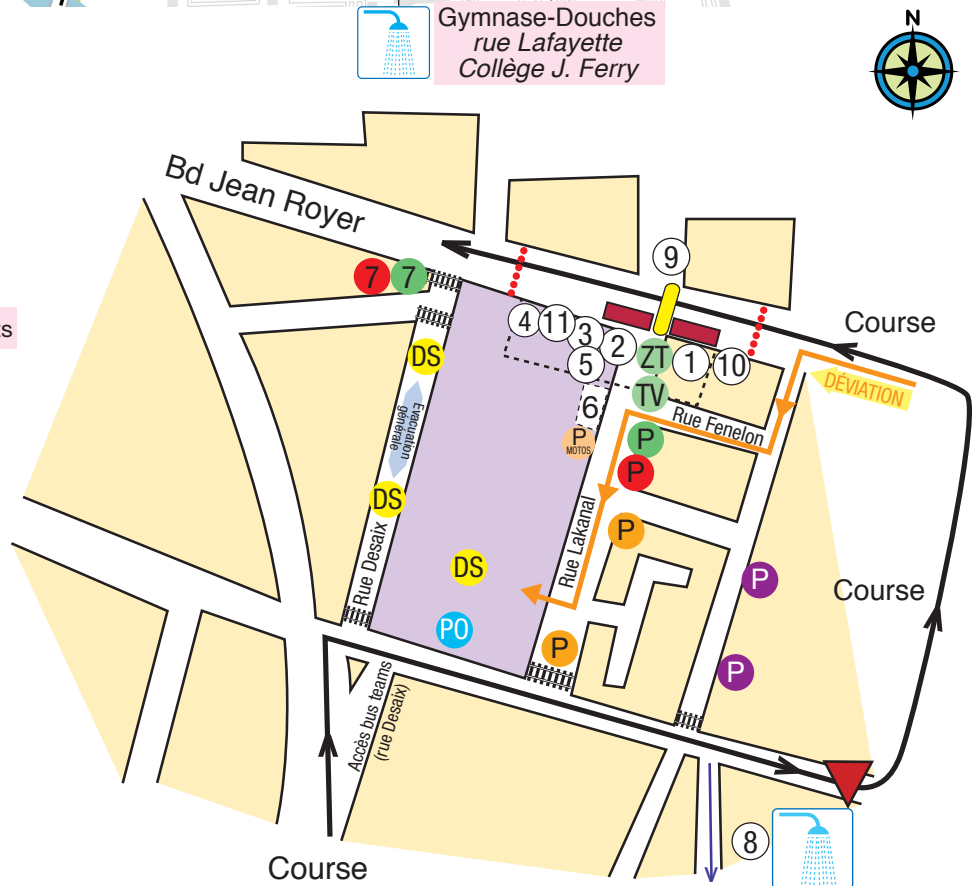 Gymnase-Douches
rue Lafayette
Collège J. Ferry
N
Bd Jean Royer
9
7 7
4 11 3 2
5
ZT 1 10
Course
ts
DS
TV
DÉVIATION
6
Rue Fenelon
Evacuation
générale
P
MOTOS
P
P
DS
Rue Lakanal
P
Rue Desaix
DS
P
Course
PO
P
P
Accès bus teams
(rue Desaix)
8
Course